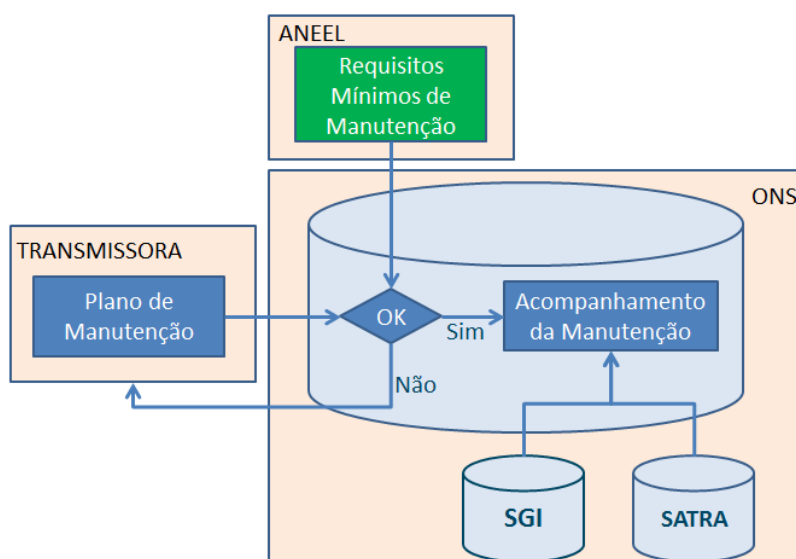 ANEEL
Requisitos
Mínimos de
Manutenção
ONS
TRANSMISSORA
Plano de
Manutenção
OK
Sim
Acompanhamento
da Manutenção
Não
SGI
SATRA